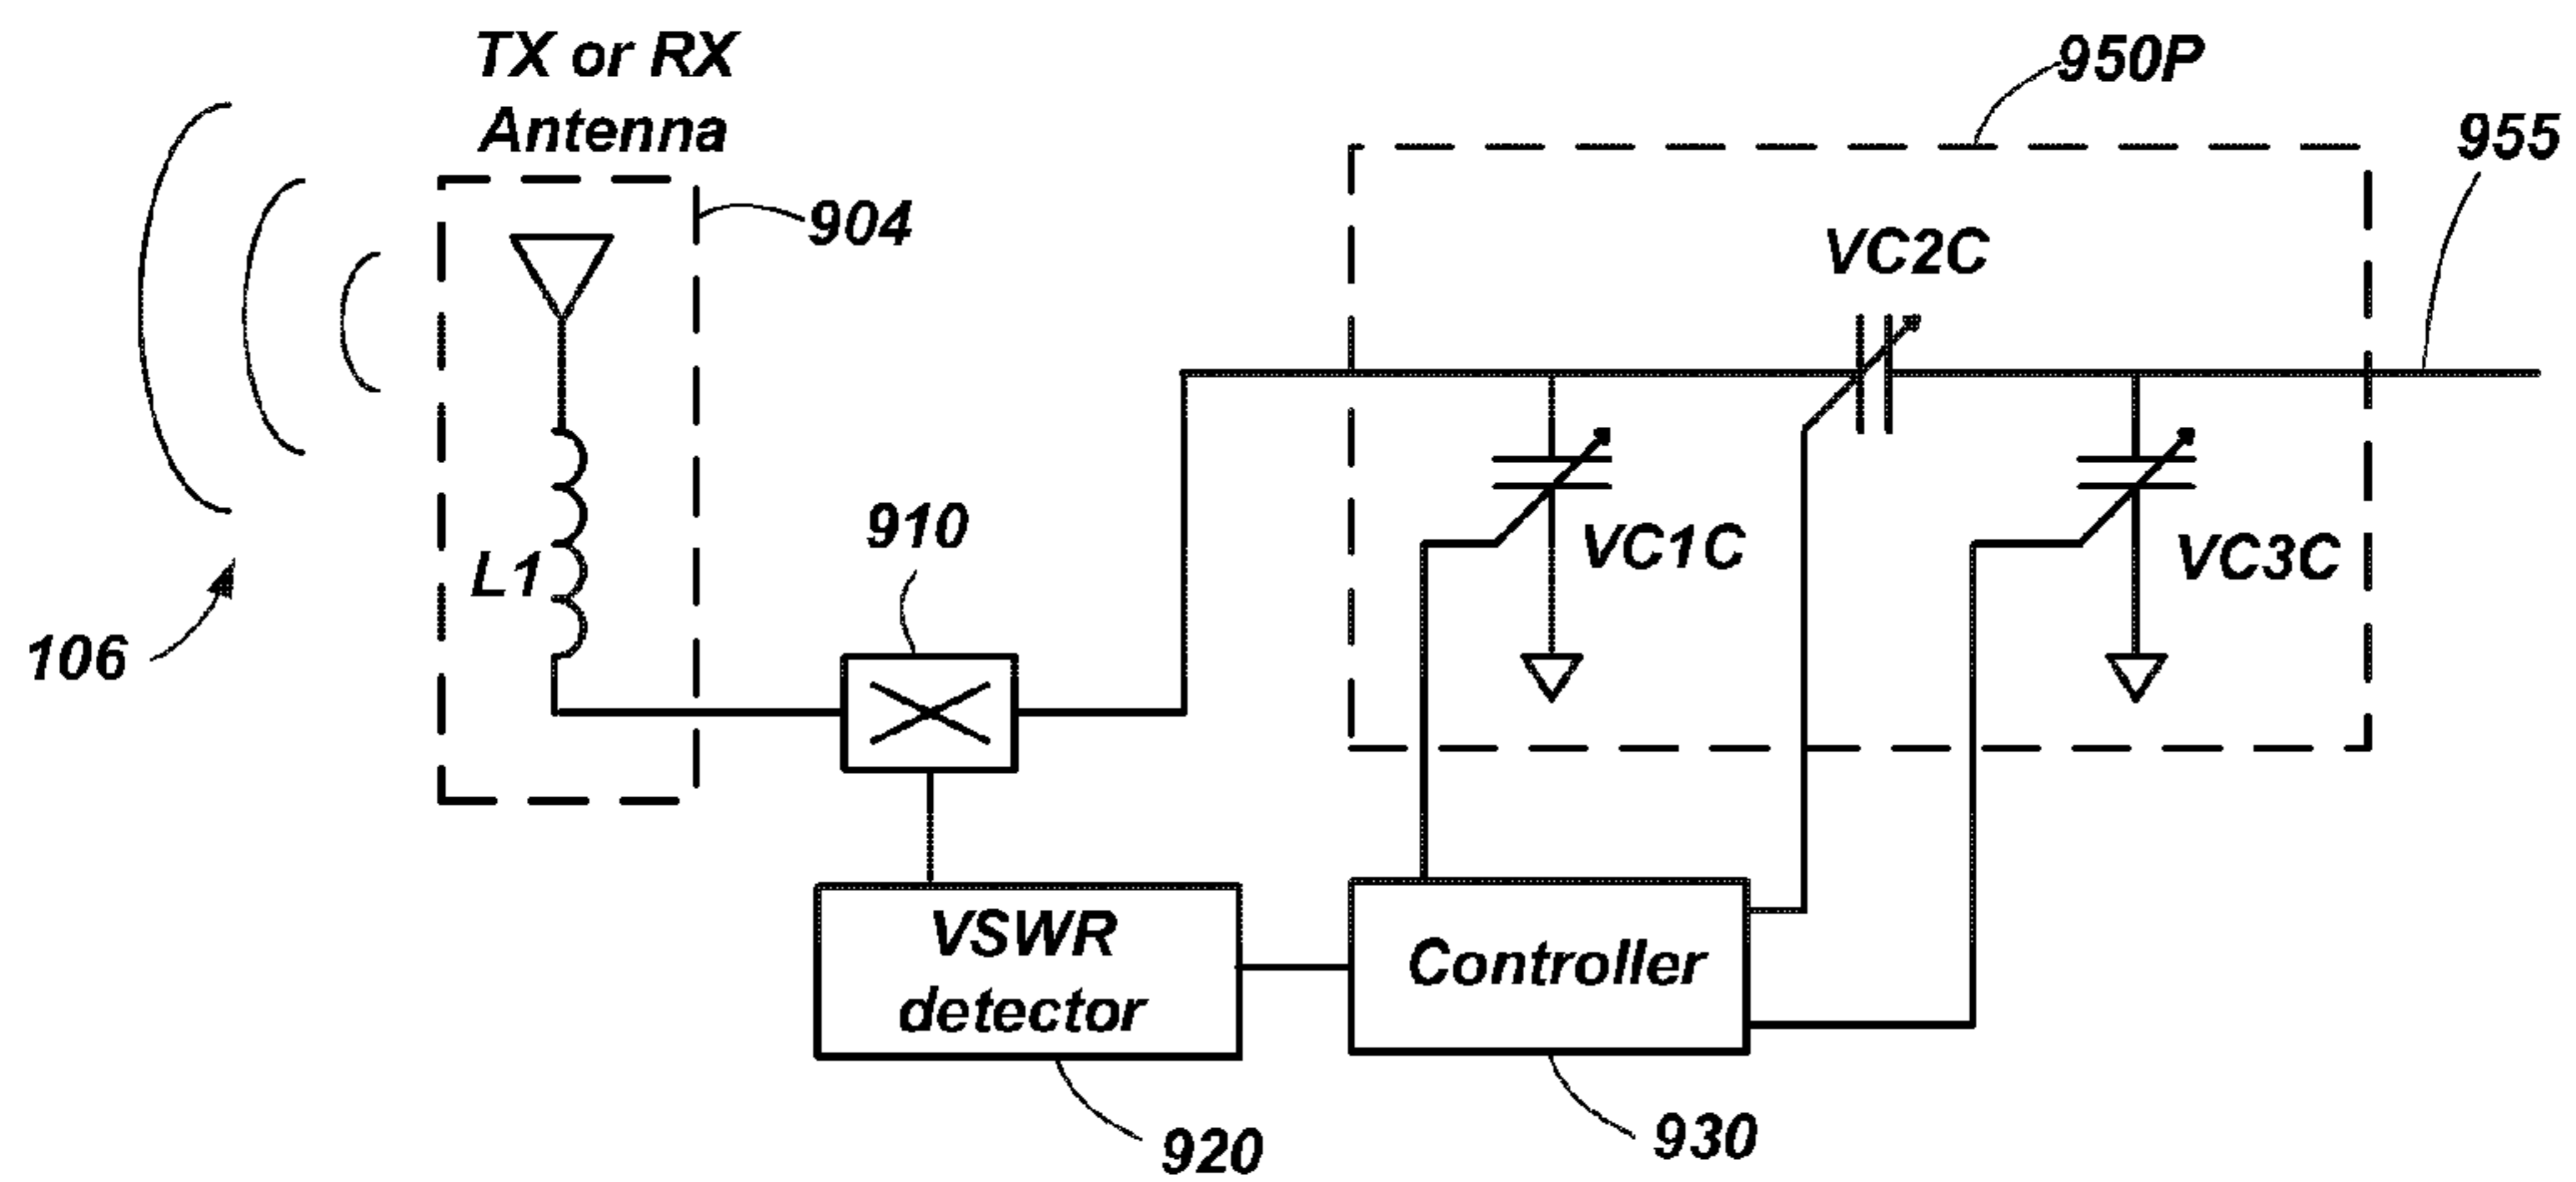 TX or RX
Antenna
950P
955
904
VC2C
910
VC1C
VC3C
L1
106
VSWR
detector
Controller
920
930